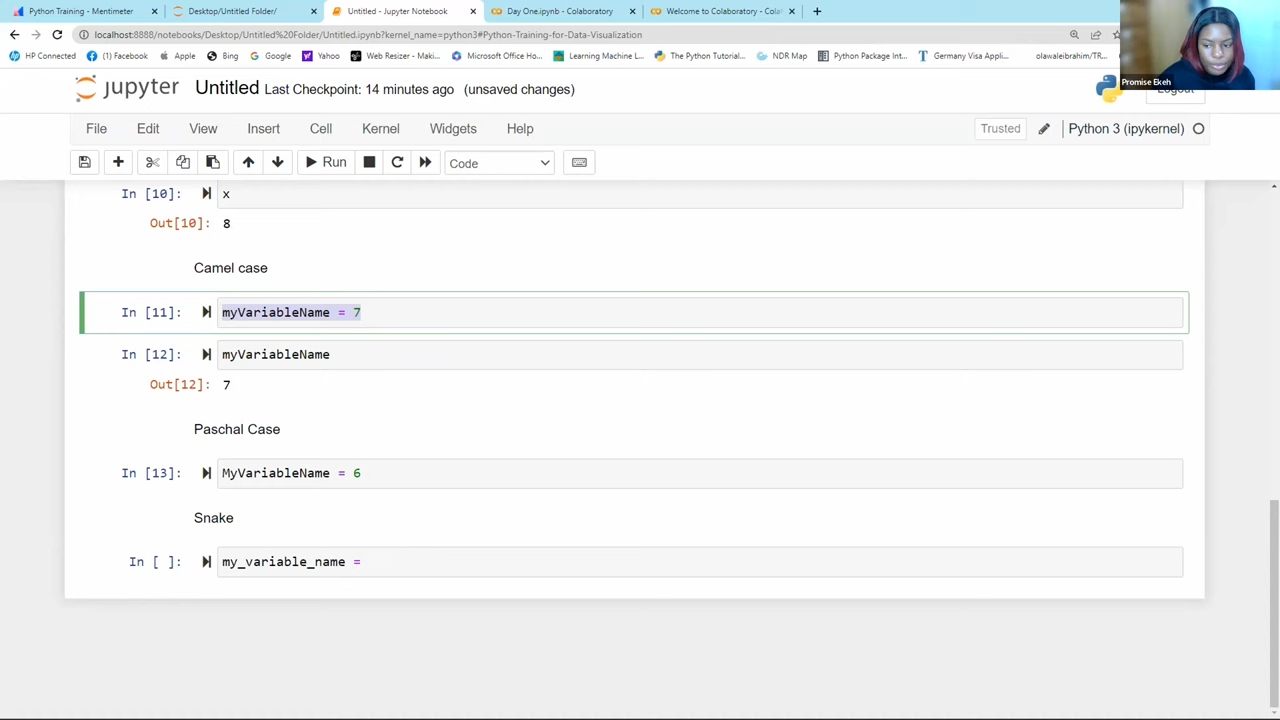 Python Training - Mentimeter
Desktop/Untitled Folder/
Untitled - Jupyter Notebook
Day One.ipynb - Colaboratory
Welcome to Colaboratory - Cola
localhost:8888/notebooks/Desktop/Untitled%20Folder/Untitled.ipynb?kernel_name=python3#Python-Training-for-Data-Visualization
HP Connected
(1) Facebook
Apple
Bing
Google
Yahoo
Web Resizer - Maki...
Microsoft Office Ho...
Learning Machine L...
The Python Tutorial...
NDR Map
Python Package Int...
Germany Visa Appli...
olawaleibrahim/TR...
Promise Ekeh
jupyter Untitled Last Checkpoint: 14 minutes ago (unsaved changes)
Logout
File Edit View Insert Cell Kernel Widgets Help
Trusted
Python 3 (ipykernel)
Run
Code
In [10]: x
Out[10]: 8
Camel case
In [11]: myVariableName = 7
In [12]: myVariableName
Out[12]: 7
Paschal Case
In [13]: MyVariableName = 6
Snake
In [ ]: my_variable_name =